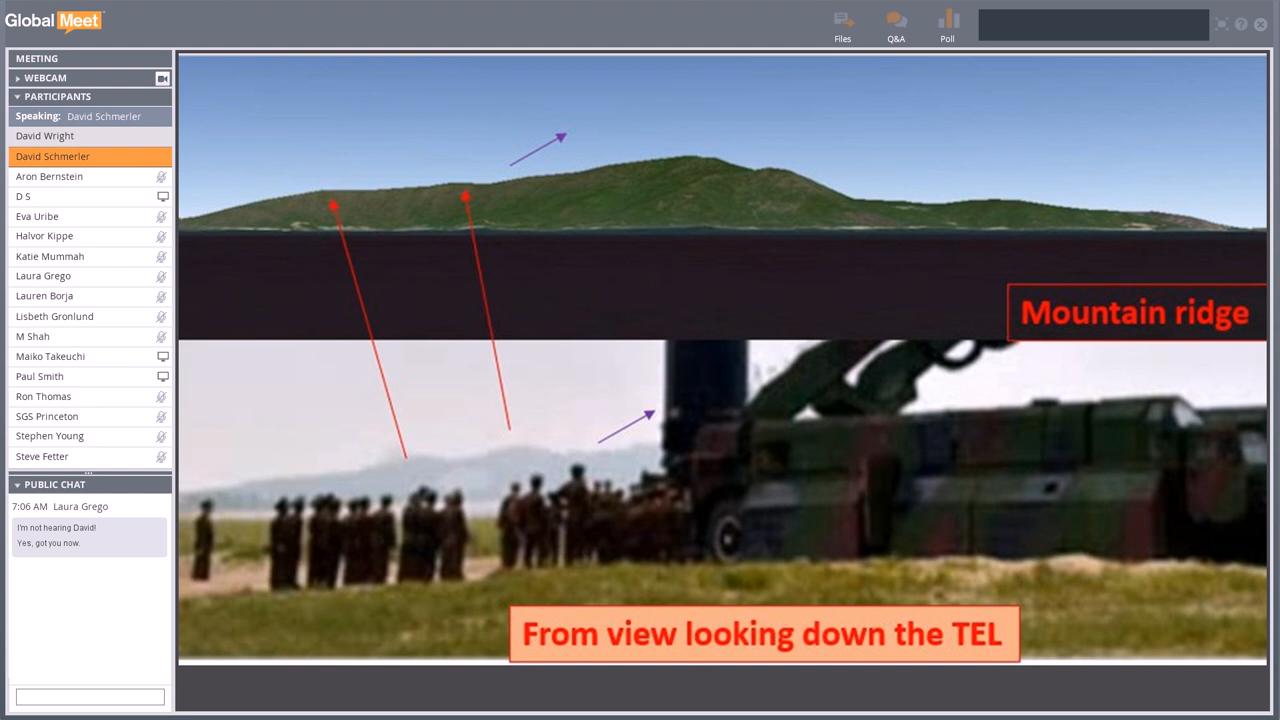 Global Meet
Files
Q&A
Poll
?
MEETING
WEBCAM
PARTICIPANTS
Speaking: David Schmerler
David Wright
David Schmerler
Aron Bernstein
D S
Eva Uribe
Halvor Kippe
Katie Mummah
Laura Grego
Lauren Borja
Lisbeth Gronlund
M Shah
Maiko Takeuchi
Paul Smith
Ron Thomas
SGS Princeton
Stephen Young
Steve Fetter
PUBLIC CHAT
7:06 AM Laura Grego
I'm not hearing David!
Yes, got you now.
Mountain ridge
From view looking down the TEL